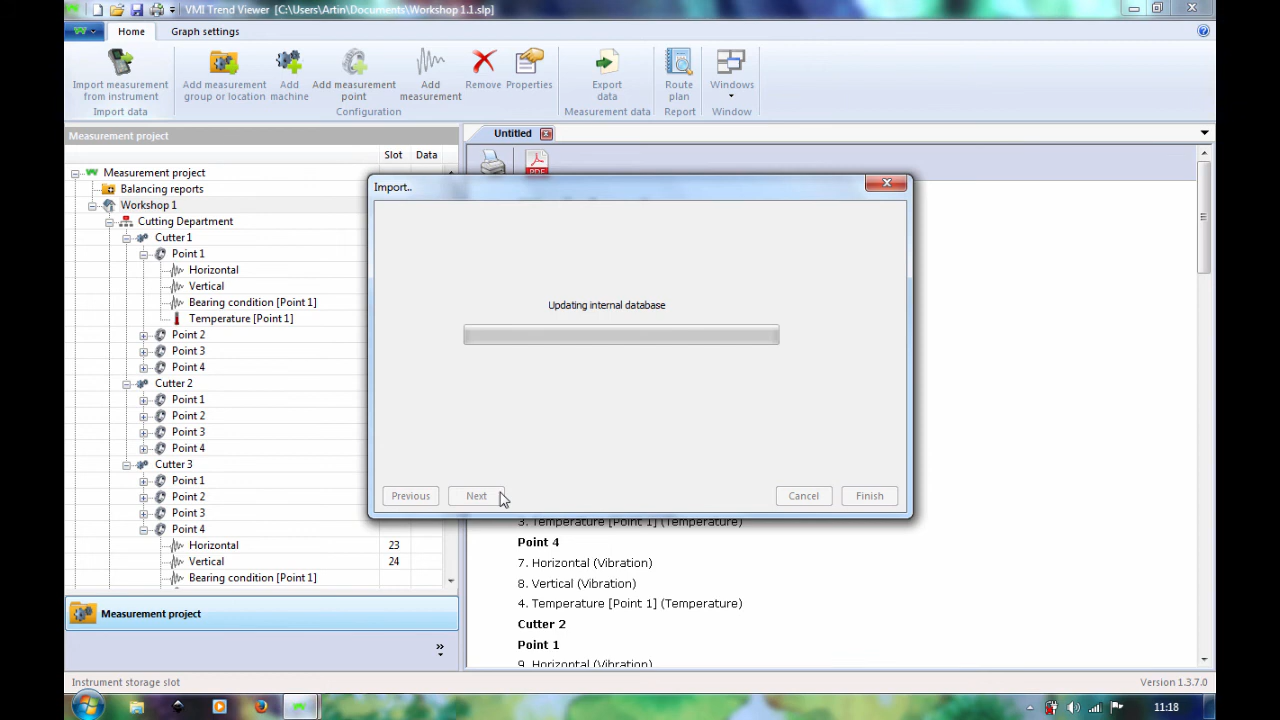 VMI Trend Viewer [C:\Users\Artin\Documents\Workshop 1.1.slp]
Home
Graph settings
Import measurement
from instrument
Add measurement
group or location
Add
machine
Add measurement
point
Add
measurement
Remove
Properties
Export
data
Route
plan
Windows
Import data
Configuration
Measurement data
Report
Window
Measurement project
Slot
Data
Measurement project
Balancing reports
Workshop 1
Cutting Department
Cutter 1
Point 1
Horizontal
Vertical
Bearing condition [Point 1]
Temperature [Point 1]
Point 2
Point 3
Point 4
Cutter 2
Point 1
Point 2
Point 3
Point 4
Cutter 3
Point 1
Point 2
Point 3
Point 4
Horizontal 23
Vertical 24
Bearing condition [Point 1]
Measurement project
»
Untitled
PDF
Import..
Updating internal database
Previous
Next
Cancel
Finish
3. Temperature [Point 1] (Temperature)
Point 4
7. Horizontal (Vibration)
8. Vertical (Vibration)
4. Temperature [Point 1] (Temperature)
Cutter 2
Point 1
9. Horizontal (Vibration)
Instrument storage slot
Version 1.3.7.0
11:18